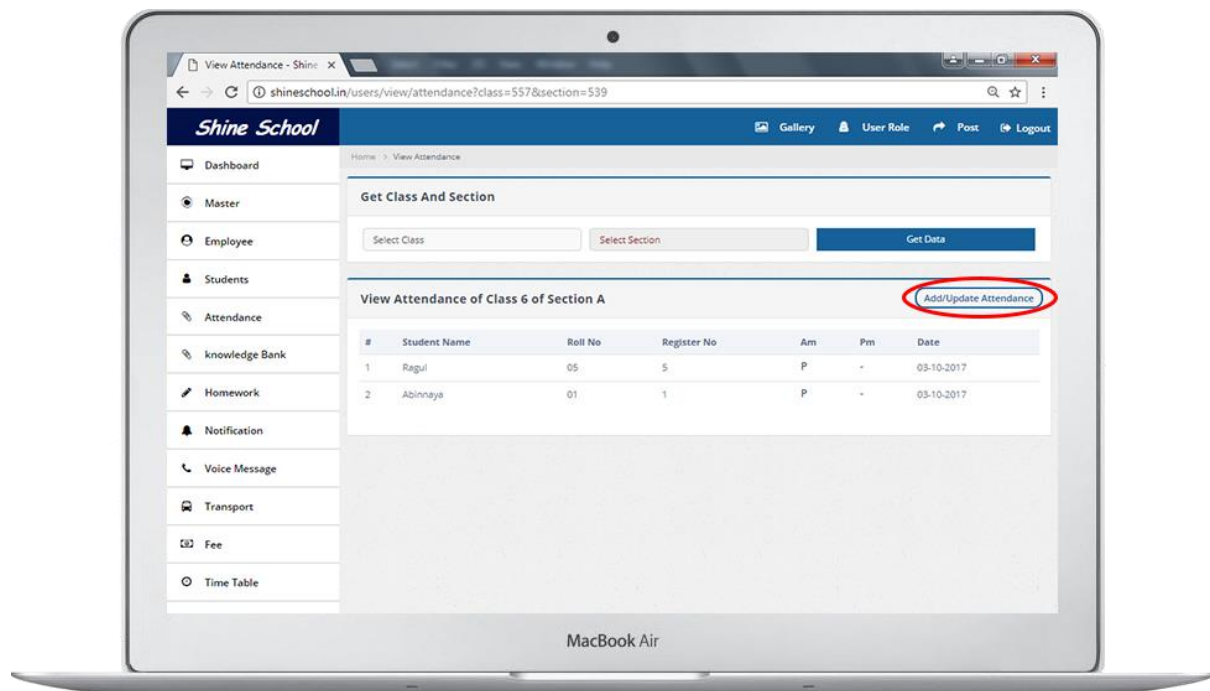 View Attendance - Shine
shineschool.in/users/view/attendance?class=557&section=539
Shine School
Gallery User Role Post Logout
Home > View Attendance
Dashboard
Master
Employee
Students
Attendance
knowledge Bank
Homework
Notification
Voice Message
Transport
Fee
Time Table
Get Class And Section
Select Class Select Section Get Data
View Attendance of Class 6 of Section A Add/Update Attendance
# Student Name Roll No Register No Am Pm Date
1 Ragul 05 5 P - 03-10-2017
2 Abinnaya 01 1 P - 03-10-2017
MacBook Air